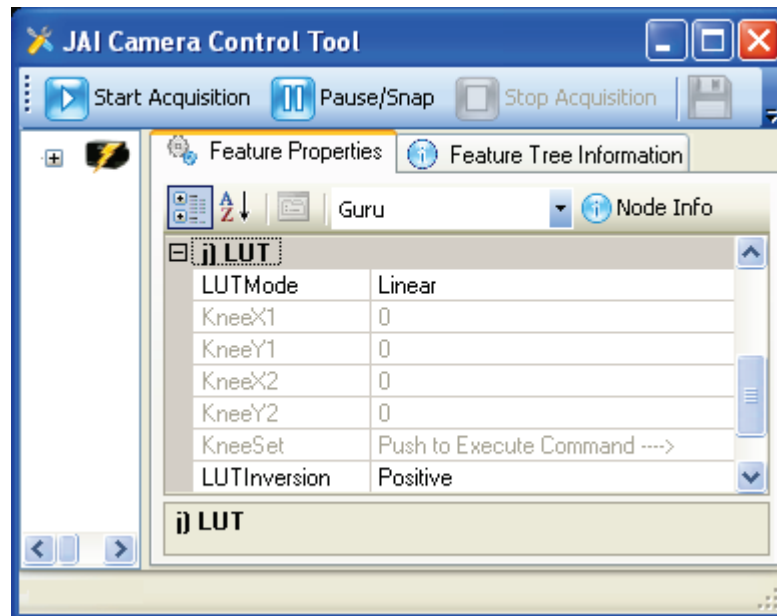 JAI Camera Control Tool
Start Acquisition Pause/Snap Stop Acquisition
Feature Properties Feature Tree Information
Guru Node Info
j) LUT
LUTMode Linear
KneeX1 0
KneeY1 0
KneeX2 0
KneeY2 0
KneeSet Push to Execute Command ---->
LUTInversion Positive
j) LUT